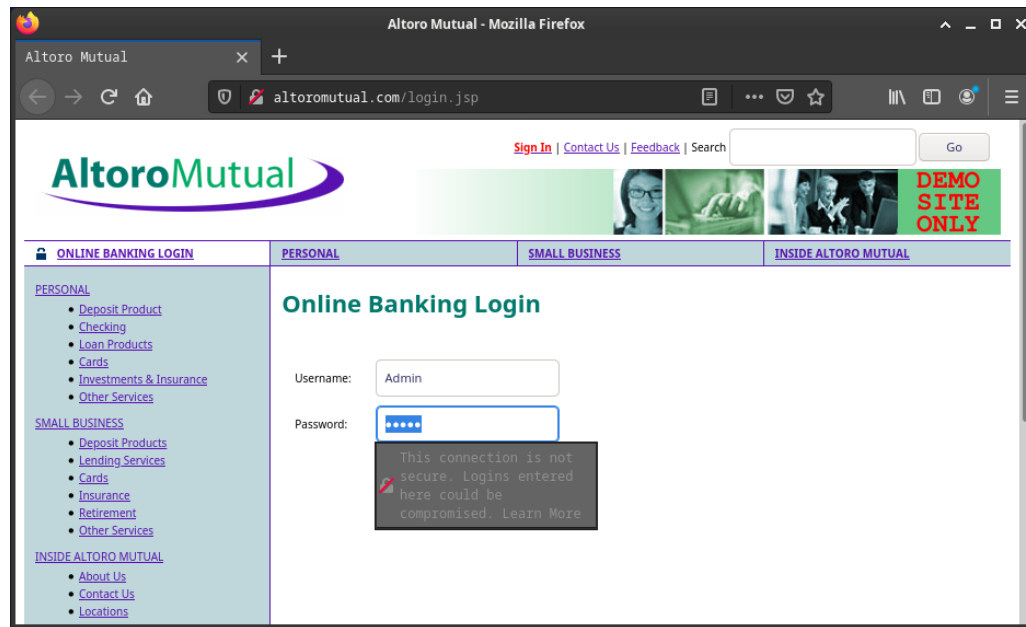 Altoro Mutual - Mozilla Firefox
Altoro Mutual
altoromutual.com/login.jsp
Sign In | Contact Us | Feedback | Search
Go
AltoroMutual
DEMO
SITE
ONLY
ONLINE BANKING LOGIN
PERSONAL
SMALL BUSINESS
INSIDE ALTORO MUTUAL
PERSONAL
Deposit Product
Checking
Loan Products
Cards
Investments & Insurance
Other Services
SMALL BUSINESS
Deposit Products
Lending Services
Cards
Insurance
Retirement
Other Services
INSIDE ALTORO MUTUAL
About Us
Contact Us
Locations
Online Banking Login
Username:
Admin
Password:
•••••
This connection is not
secure. Logins entered
here could be
compromised. Learn More